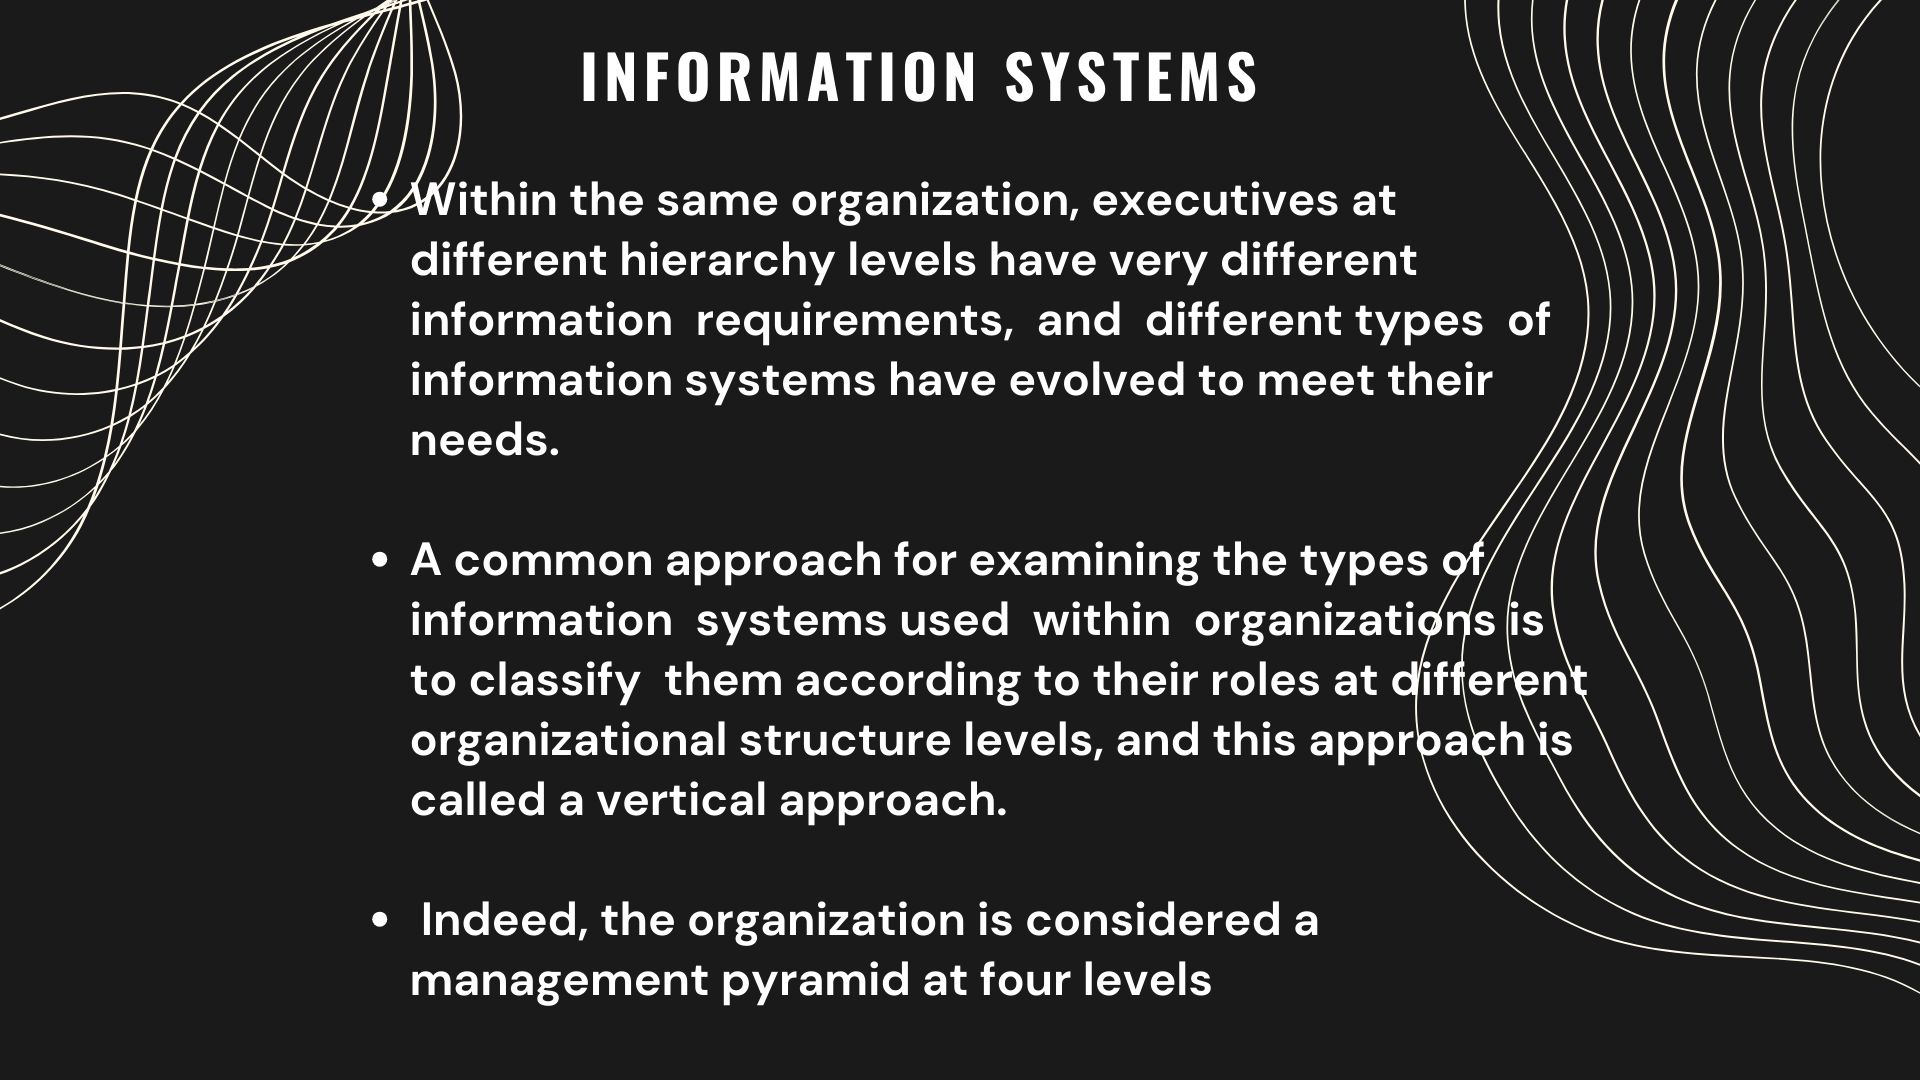 INFORMATION SYSTEMS
• Within the same organization, executives at
different hierarchy levels have very different
information  requirements,  and  different types  of
information systems have evolved to meet their
needs.
• A common approach for examining the types of
information  systems used  within  organizations is
to classify  them according to their roles at different
organizational structure levels, and this approach is
called a vertical approach.
•  Indeed, the organization is considered a
management pyramid at four levels